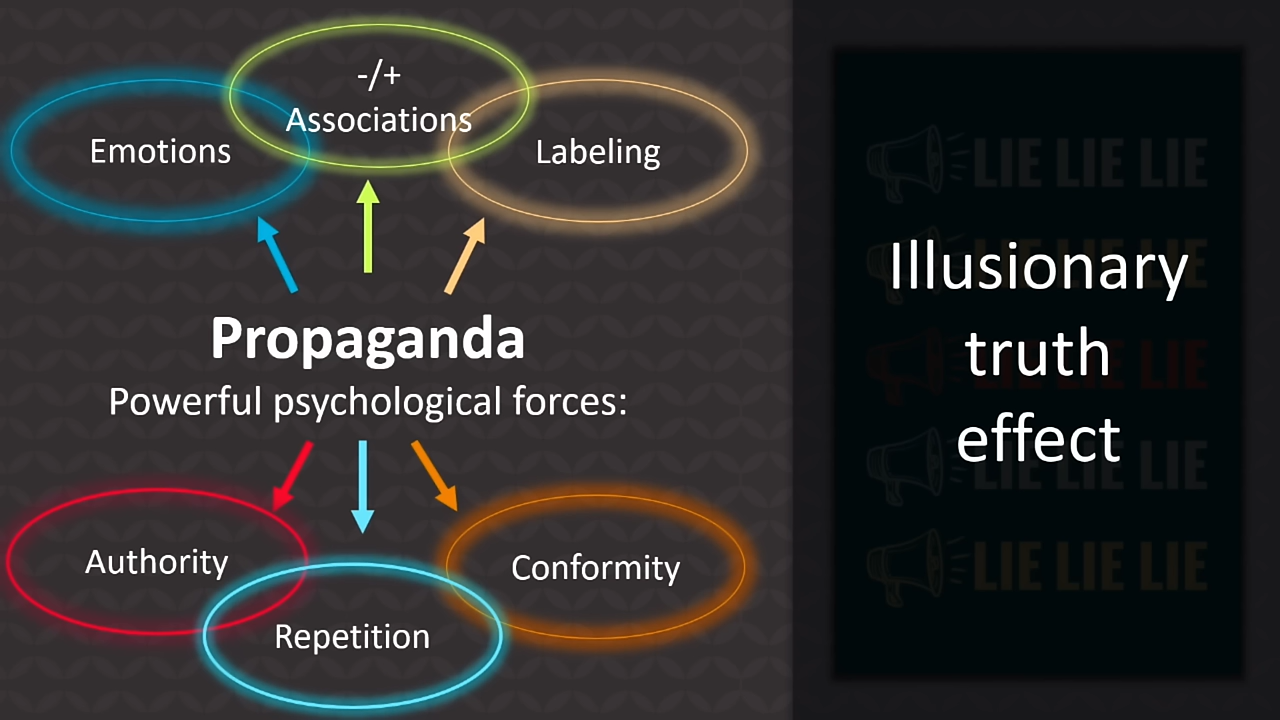 -/+
Associations
Emotions
Labeling
Propaganda
Powerful psychological forces:
Authority
Conformity
Repetition
LIE LIE LIE
Illusionary
truth
effect
LIE LIE LIE
LIE LIE LIE
LIE LIE LIE
LIE LIE LIE